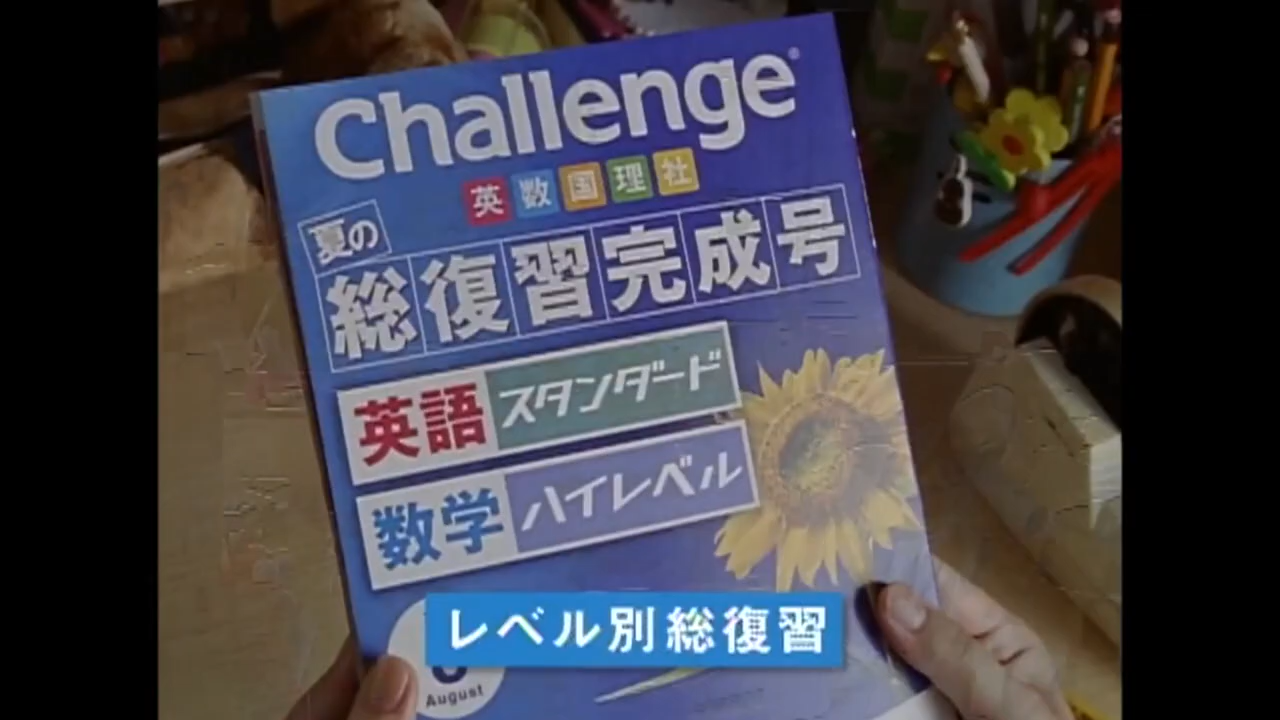 Challenge®
英数国理社
夏の
総復習完成号
英語 スタンダード
数学 ハイレベル
レベル別総復習
August